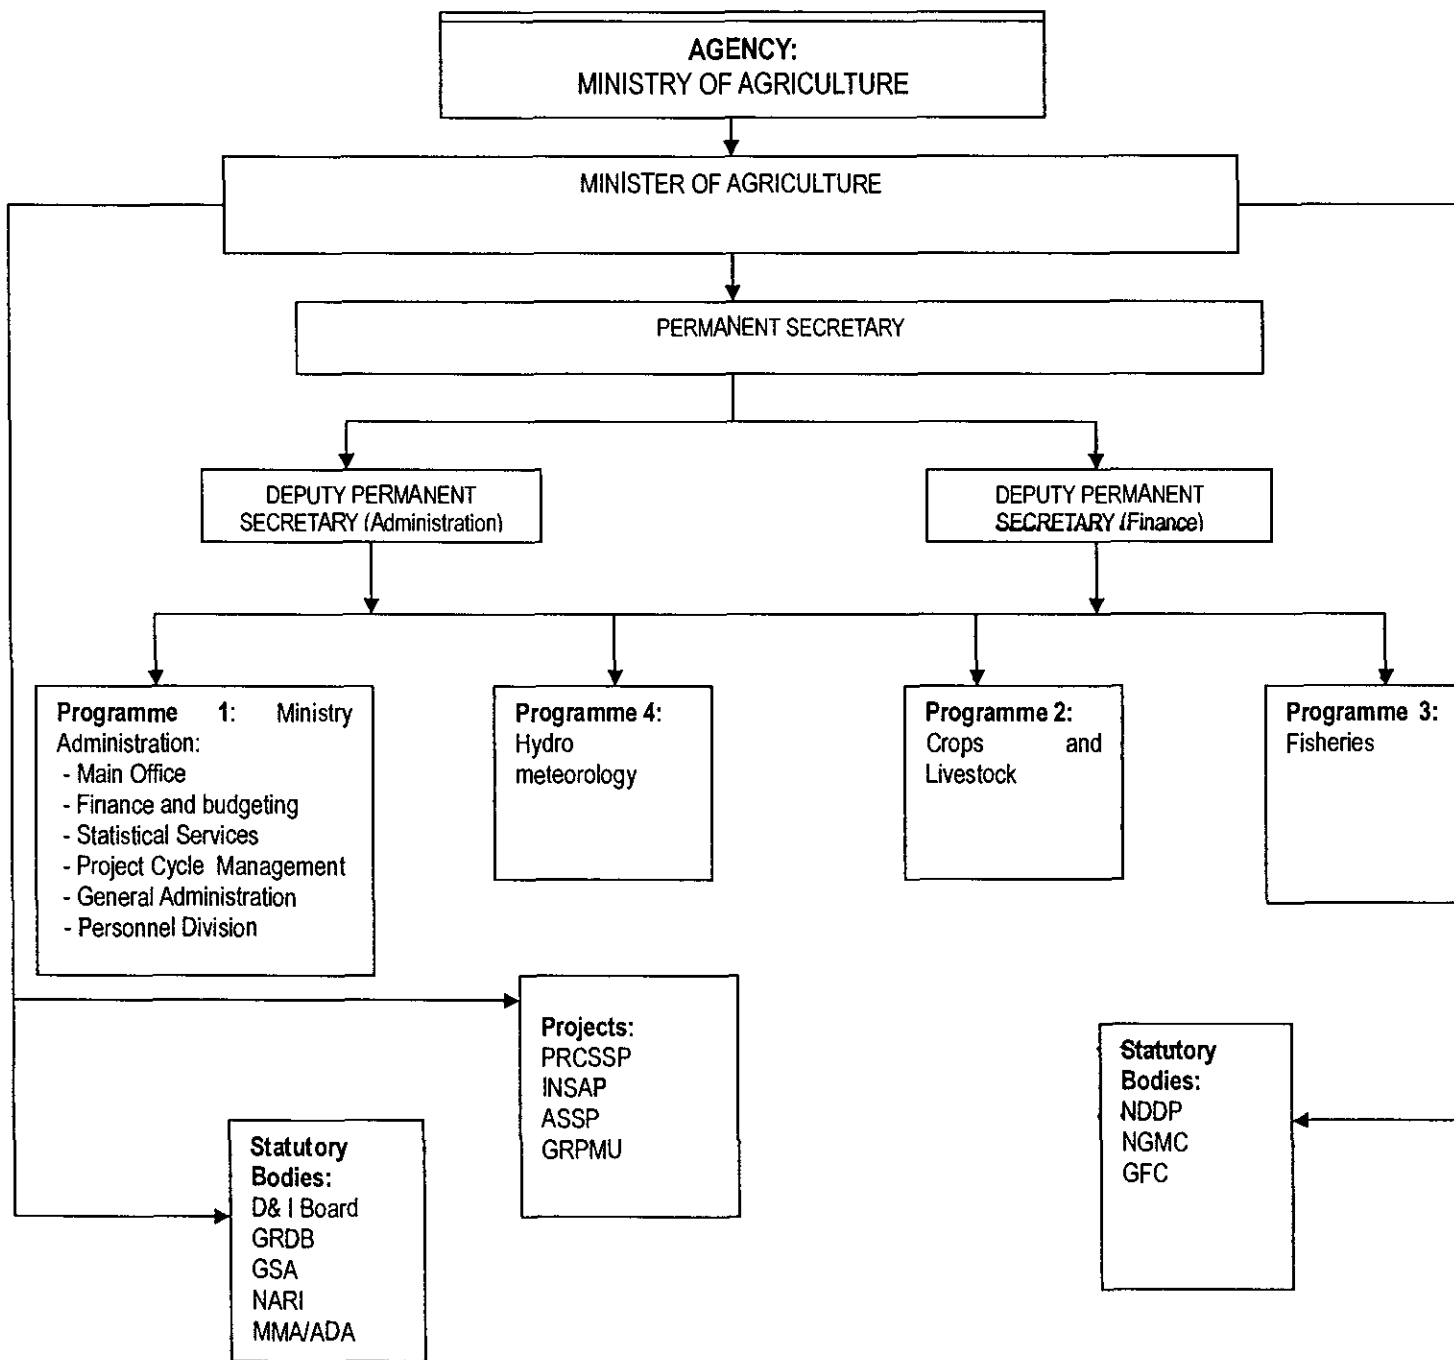 AGENCY:
MINISTRY OF AGRICULTURE
MINISTER OF AGRICULTURE
PERMANENT SECRETARY
DEPUTY PERMANENT
SECRETARY (Administration)
DEPUTY PERMANENT
SECRETARY (Finance)
Programme 1: Ministry
Administration:
- Main Office
- Finance and budgeting
- Statistical Services
- Project Cycle Management
- General Administration
- Personnel Division
Programme 4:
Hydro
meteorology
Programme 2:
Crops and
Livestock
Programme 3:
Fisheries
Projects:
PRCSSP
INSAP
ASSP
GRPMU
Statutory
Bodies:
NDDP
NGMC
GFC
Statutory
Bodies:
D& I Board
GRDB
GSA
NARI
MMA/ADA